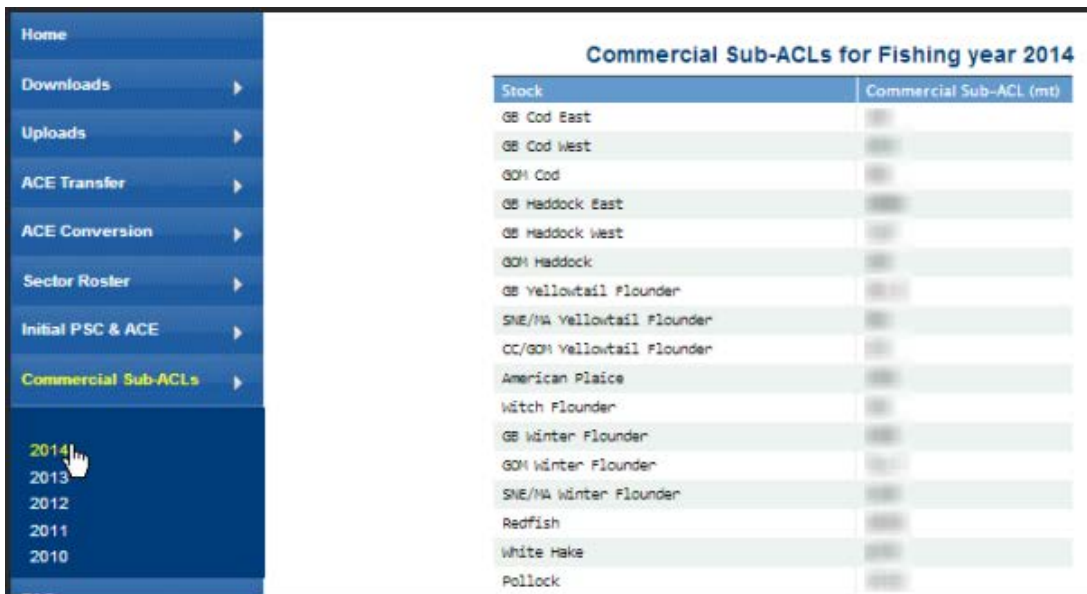 Home
Downloads
Uploads
ACE Transfer
ACE Conversion
Sector Roster
Initial PSC & ACE
Commercial Sub-ACLs
2014
2013
2012
2011
2010
Commercial Sub-ACLs for Fishing year 2014
Stock Commercial Sub-ACL (mt)
GB Cod East
GB Cod West
GOM Cod
GB Haddock East
GB Haddock West
GOM Haddock
GB Yellowtail Flounder
SNE/MA Yellowtail Flounder
CC/GOM Yellowtail Flounder
American Plaice
Witch Flounder
GB Winter Flounder
GOM Winter Flounder
SNE/MA Winter Flounder
Redfish
White Hake
Pollock